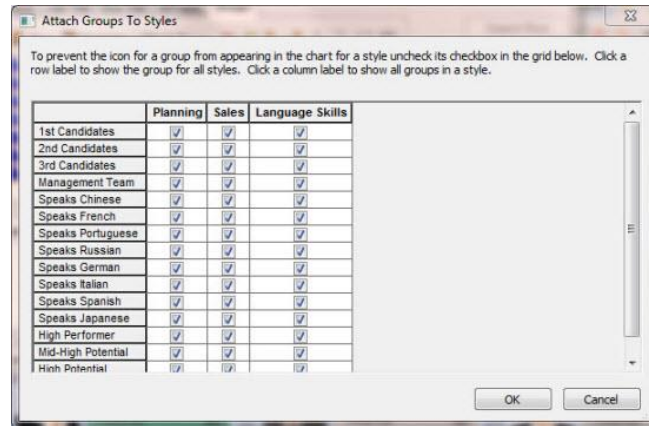 Attach Groups To Styles
To prevent the icon for a group from appearing in the chart for a style uncheck its checkbox in the grid below. Click a
row label to show the group for all styles. Click a column label to show all groups in a style.
Planning Sales Language Skills
1st Candidates
2nd Candidates
3rd Candidates
Management Team
Speaks Chinese
Speaks French
Speaks Portuguese
Speaks Russian
Speaks German
Speaks Italian
Speaks Spanish
Speaks Japanese
High Performer
Mid-High Potential
High Potential
OK Cancel